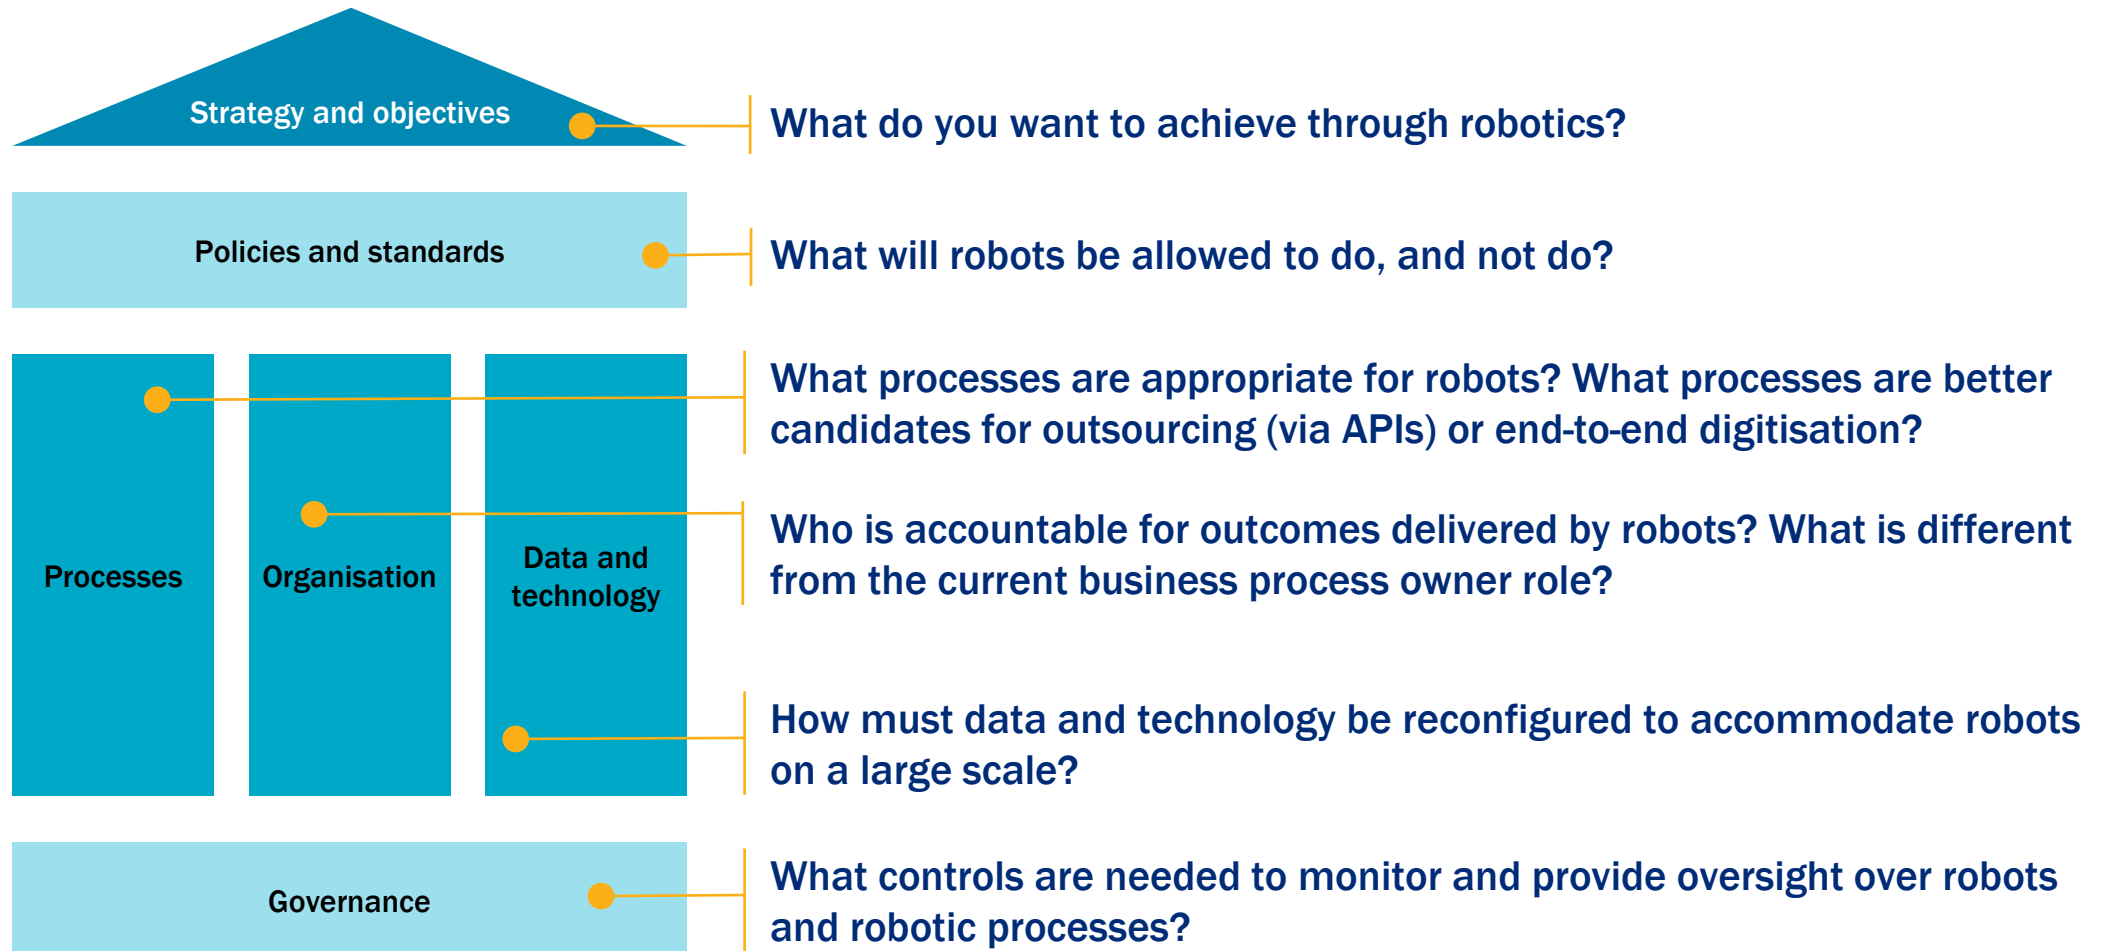 Strategy and objectives
What do you want to achieve through robotics?
Policies and standards
What will robots be allowed to do, and not do?
What processes are appropriate for robots? What processes are better
candidates for outsourcing (via APIs) or end-to-end digitisation?
Processes
Organisation
Data and
technology
Who is accountable for outcomes delivered by robots? What is different
from the current business process owner role?
How must data and technology be reconfigured to accommodate robots
on a large scale?
Governance
What controls are needed to monitor and provide oversight over robots
and robotic processes?